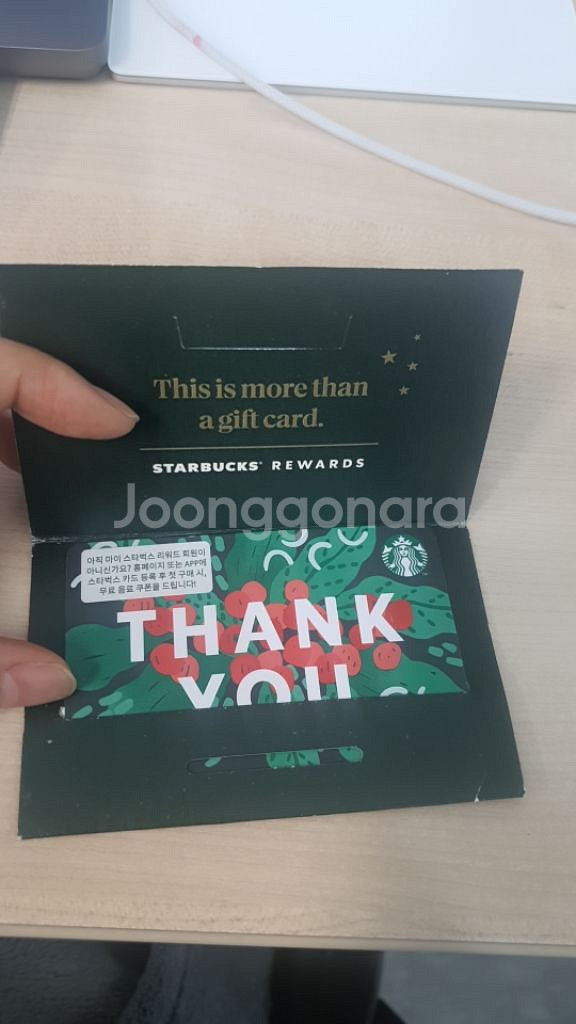 This is more than
a gift card.
STARBUCKS® REWARDS
Joonggonara
아직 마이 스타벅스 리워드 회원이
아니신가요? 홈페이지 또는 APP에
스타벅스 카드 등록 후 첫 구매 시,
무료 음료 쿠폰을 드립니다!
THANK
YOU